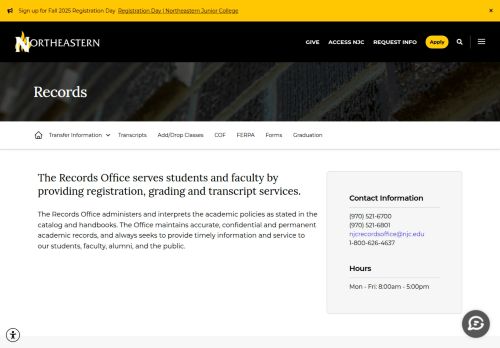 Sign up for Fall 2025 Registration Day Registration Day | Northeastern Junior College ×
NORTHEASTERN
GIVE ACCESS NJC REQUEST INFO Apply
Records
Transfer Information Transcripts Add/Drop Classes COF FERPA Forms Graduation
The Records Office serves students and faculty by
providing registration, grading and transcript services.
The Records Office administers and interprets the academic policies as stated in the
catalog and handbooks. The Office maintains accurate, confidential and permanent
academic records, and always seeks to provide timely information and service to
our students, faculty, alumni, and the public.
Contact Information
(970) 521-6700
(970) 521-6801
njcrecordsoffice@njc.edu
1-800-626-4637
Hours
Mon - Fri: 8:00am - 5:00pm